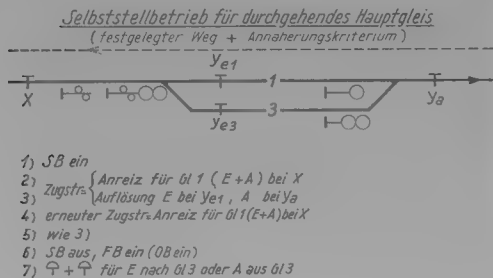 Selbststellbetrieb für durchgehendes Hauptgleis
(festgelegter Weg + Annäherungskriterium)
ye1
1
X
ya
3
ye3
1) SB ein
2) Zugstr= { Anreiz für Gl 1 (E+A) bei X
3) Auflösung E bei ye1, A bei ya
4) erneuter Zugstr=Anreiz für Gl1(E+A)bei X
5) wie 3)
6) SB aus, FB ein (OB ein)
7) + für E nach Gl 3 oder A aus Gl 3